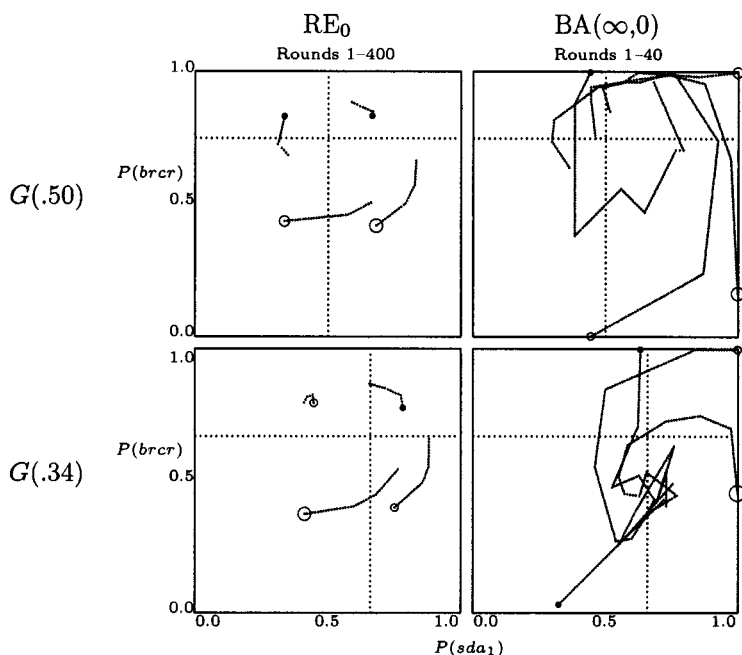 RE₀ BA(∞,0)
Rounds 1–400 Rounds 1–40
1.0
P(brcr)
G(.50)
0.5
0.0
1.0
P(brcr)
G(.34)
0.5
0.0
0.0 0.5 1.0 0.0 0.5 1.0
P(sda₁)